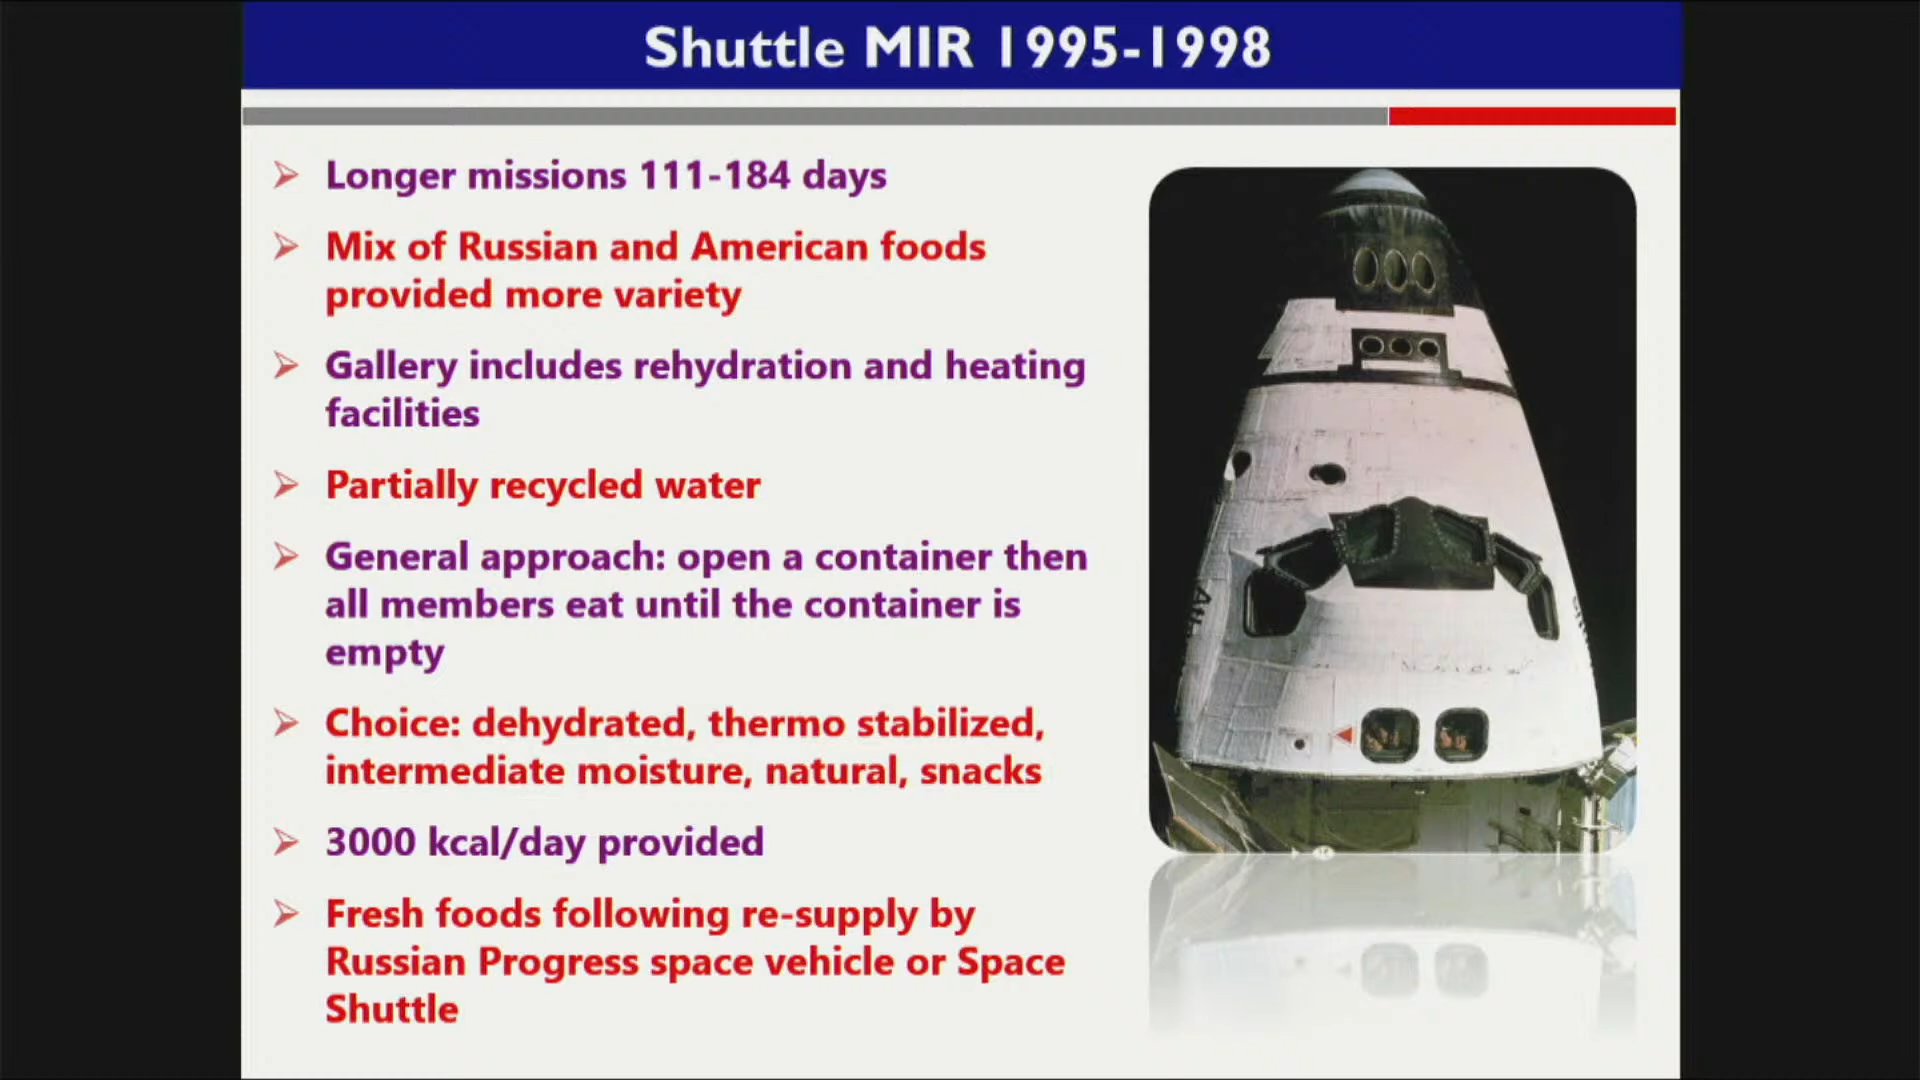 Shuttle MIR 1995-1998
Longer missions 111-184 days
Mix of Russian and American foods
provided more variety
Gallery includes rehydration and heating
facilities
Partially recycled water
General approach: open a container then
all members eat until the container is
empty
Choice: dehydrated, thermo stabilized,
intermediate moisture, natural, snacks
3000 kcal/day provided
Fresh foods following re-supply by
Russian Progress space vehicle or Space
Shuttle